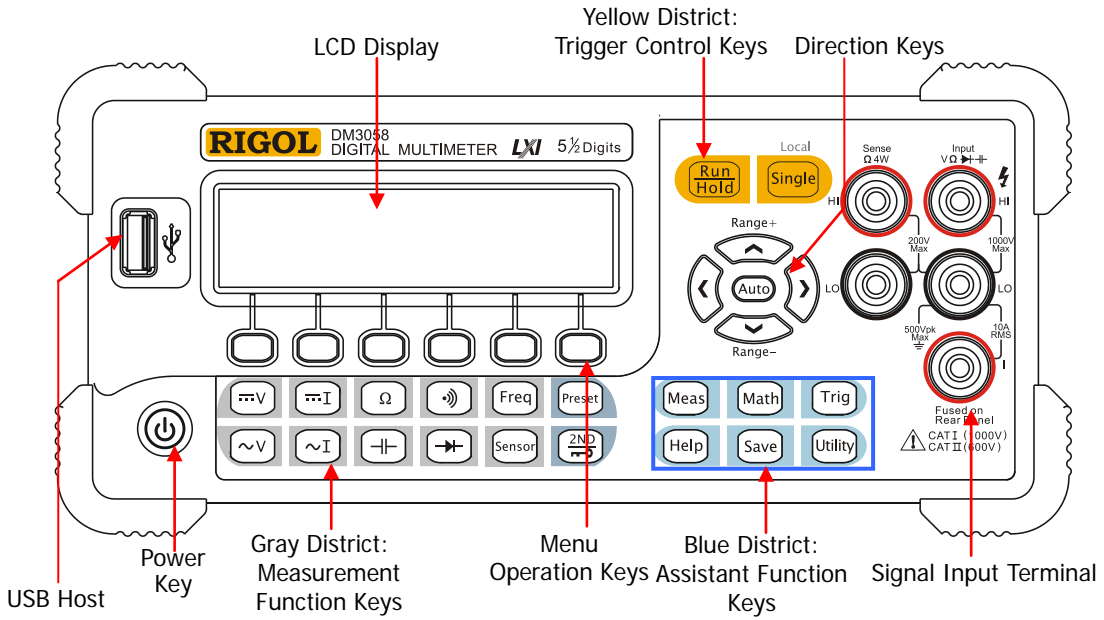 Yellow District:
Trigger Control Keys
LCD Display
Direction Keys
RIGOL
DM3058
DIGITAL MULTIMETER
LXI
5½Digits
Local
Run
Hold
Single
Sense
Ω 4W
Input
V Ω
HI
HI
Range+
200V
Max
1000V
Max
Auto
LO
LO
Range-
500Vpk
Max
10A
RMS
I
Fused on
Rear Panel
CAT I (1000V)
CAT II (600V)
V
I
Ω
Freq
Preset
~V
~I
Sensor
2ND
Meas
Math
Trig
Help
Save
Utility
USB Host
Power
Key
Gray District:
Measurement
Function Keys
Menu
Operation Keys
Blue District:
Assistant Function
Keys
Signal Input Terminal